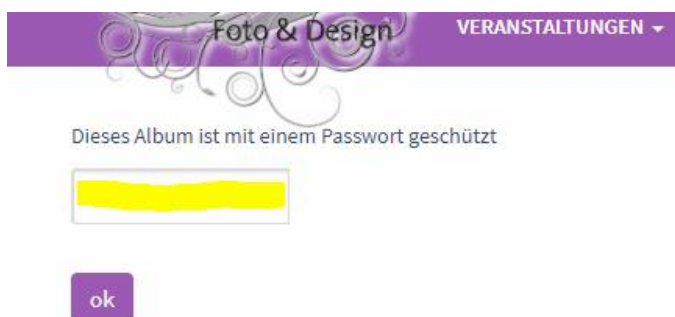 Foto & Design
VERANSTALTUNGEN
Dieses Album ist mit einem Passwort geschützt
ok